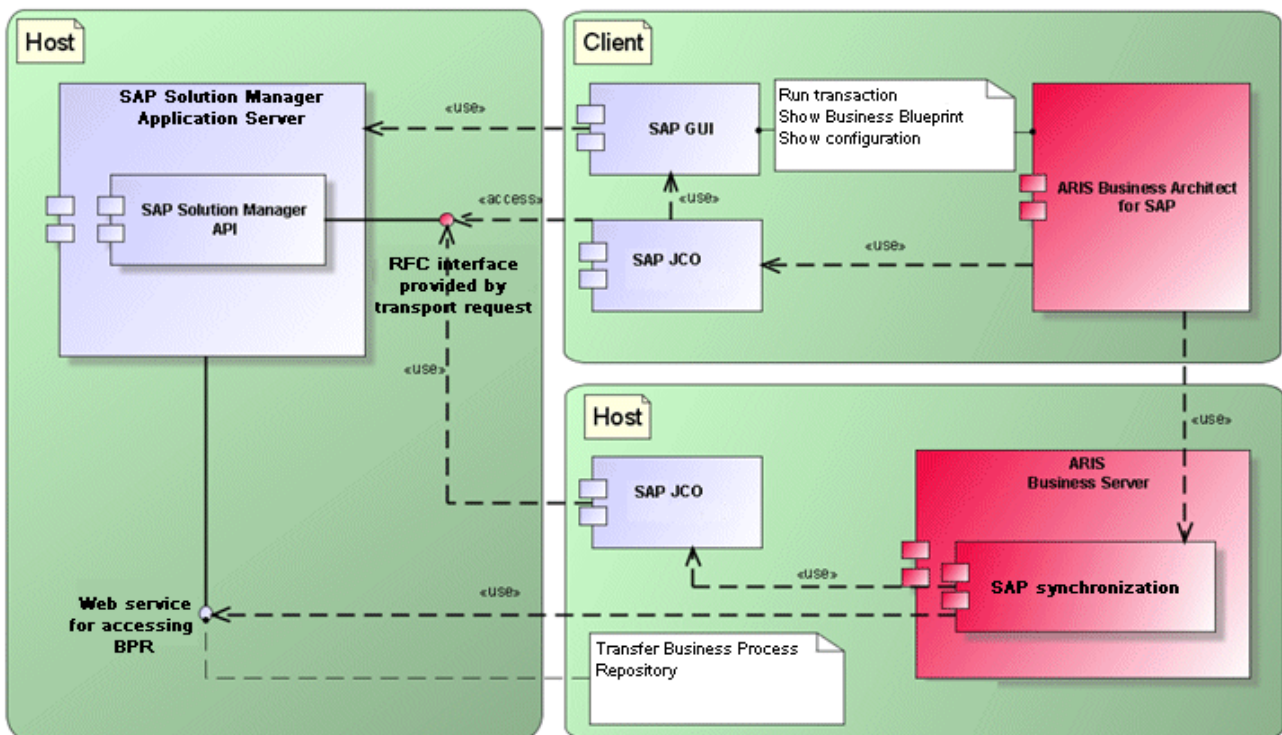 Host
SAP Solution Manager
Application Server
SAP Solution Manager
API
RFC interface
provided by
transport request
Web service
for accessing
BPR
«use»
«access»
«use»
«use»
Client
SAP GUI
Run transaction
Show Business Blueprint
Show configuration
ARIS Business Architect
for SAP
«use»
SAP JCO
«use»
«use»
Host
SAP JCO
ARIS
Business Server
SAP synchronization
«use»
Transfer Business Process
Repository